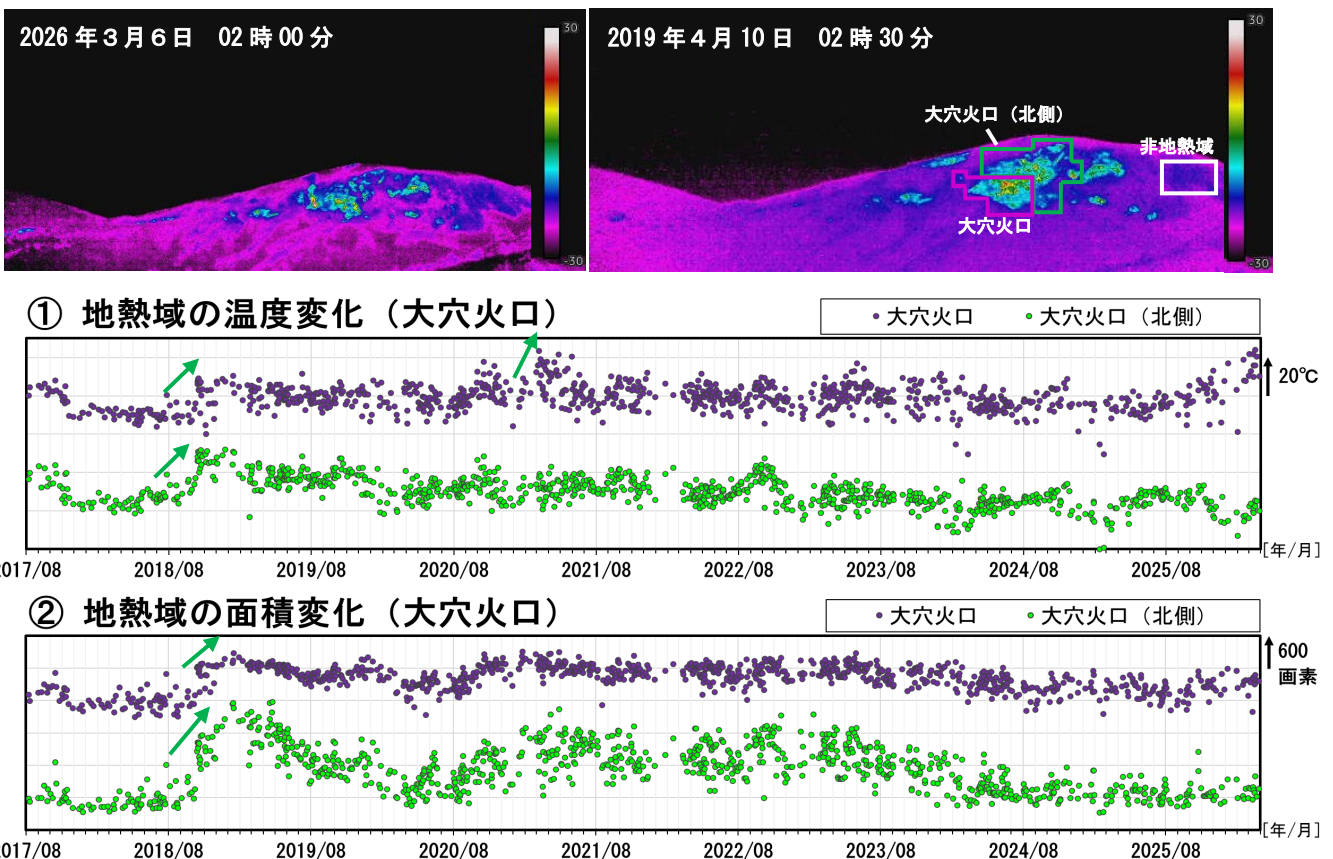 2026年3月6日 02時00分
30
-30
2019年4月10日 02時30分
30
-30
大穴火口（北側）
非地熱域
大穴火口
① 地熱域の温度変化（大穴火口）
大穴火口 大穴火口（北側）
20℃
[年/月]
2017/08 2018/08 2019/08 2020/08 2021/08 2022/08 2023/08 2024/08 2025/08
② 地熱域の面積変化（大穴火口）
大穴火口 大穴火口（北側）
600
画素
[年/月]
2017/08 2018/08 2019/08 2020/08 2021/08 2022/08 2023/08 2024/08 2025/08